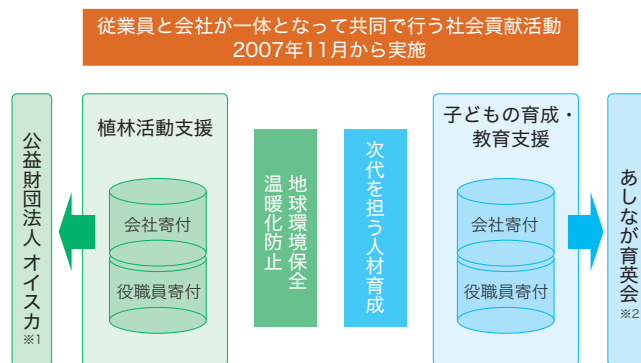 従業員と会社が一体となって共同で行う社会貢献活動
2007年11月から実施
公益財団法人 オイスカ
※1
植林活動支援
会社寄付
役職員寄付
地球環境保全
温暖化防止
次代を担う人材育成
子どもの育成・
教育支援
会社寄付
役職員寄付
あしなが育英会
※2